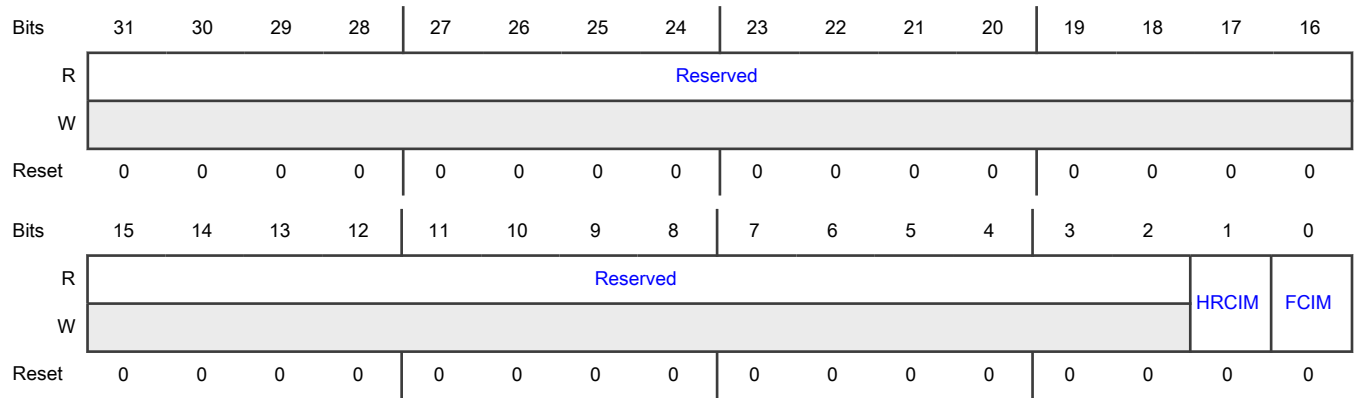 Bits 31 30 29 28 27 26 25 24 23 22 21 20 19 18 17 16
R Reserved
W
Reset 0 0 0 0 0 0 0 0 0 0 0 0 0 0 0 0
Bits 15 14 13 12 11 10 9 8 7 6 5 4 3 2 1 0
R Reserved HRCIM FCIM
W
Reset 0 0 0 0 0 0 0 0 0 0 0 0 0 0 0 0